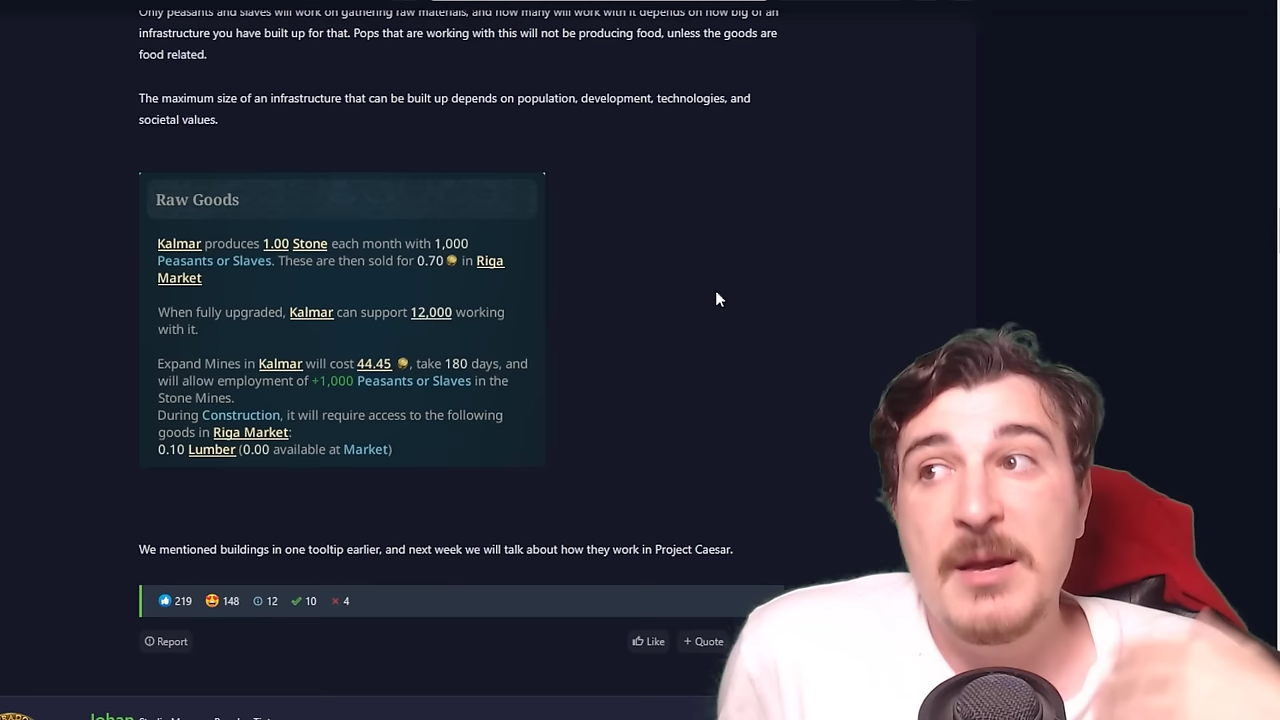 Only peasants and slaves will work on gathering raw materials, and how many will work with it depends on how big of an
infrastructure you have built up for that. Pops that are working with this will not be producing food, unless the goods are
food related.
The maximum size of an infrastructure that can be built up depends on population, development, technologies, and
societal values.
Raw Goods
Kalmar produces 1.00 Stone each month with 1,000
Peasants or Slaves. These are then sold for 0.70 in Riga
Market
When fully upgraded, Kalmar can support 12,000 working
with it.
Expand Mines in Kalmar will cost 44.45 , take 180 days, and
will allow employment of +1,000 Peasants or Slaves in the
Stone Mines.
During Construction, it will require access to the following
goods in Riga Market:
0.10 Lumber (0.00 available at Market)
We mentioned buildings in one tooltip earlier, and next week we will talk about how they work in Project Caesar.
219 148 12 10 4
Report Like + Quote
Johan